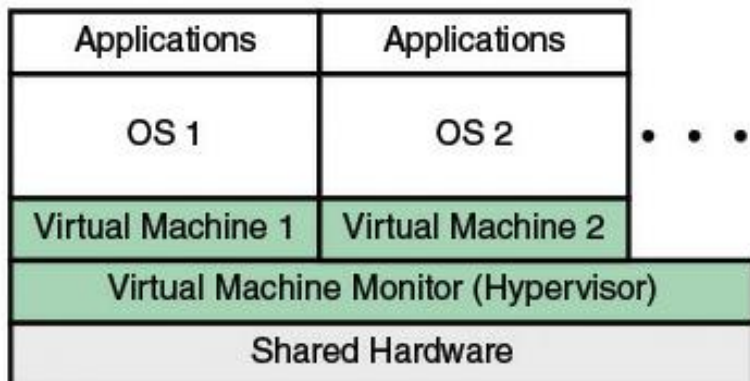 Applications
Applications
OS 1
OS 2
Virtual Machine 1
Virtual Machine 2
Virtual Machine Monitor (Hypervisor)
Shared Hardware